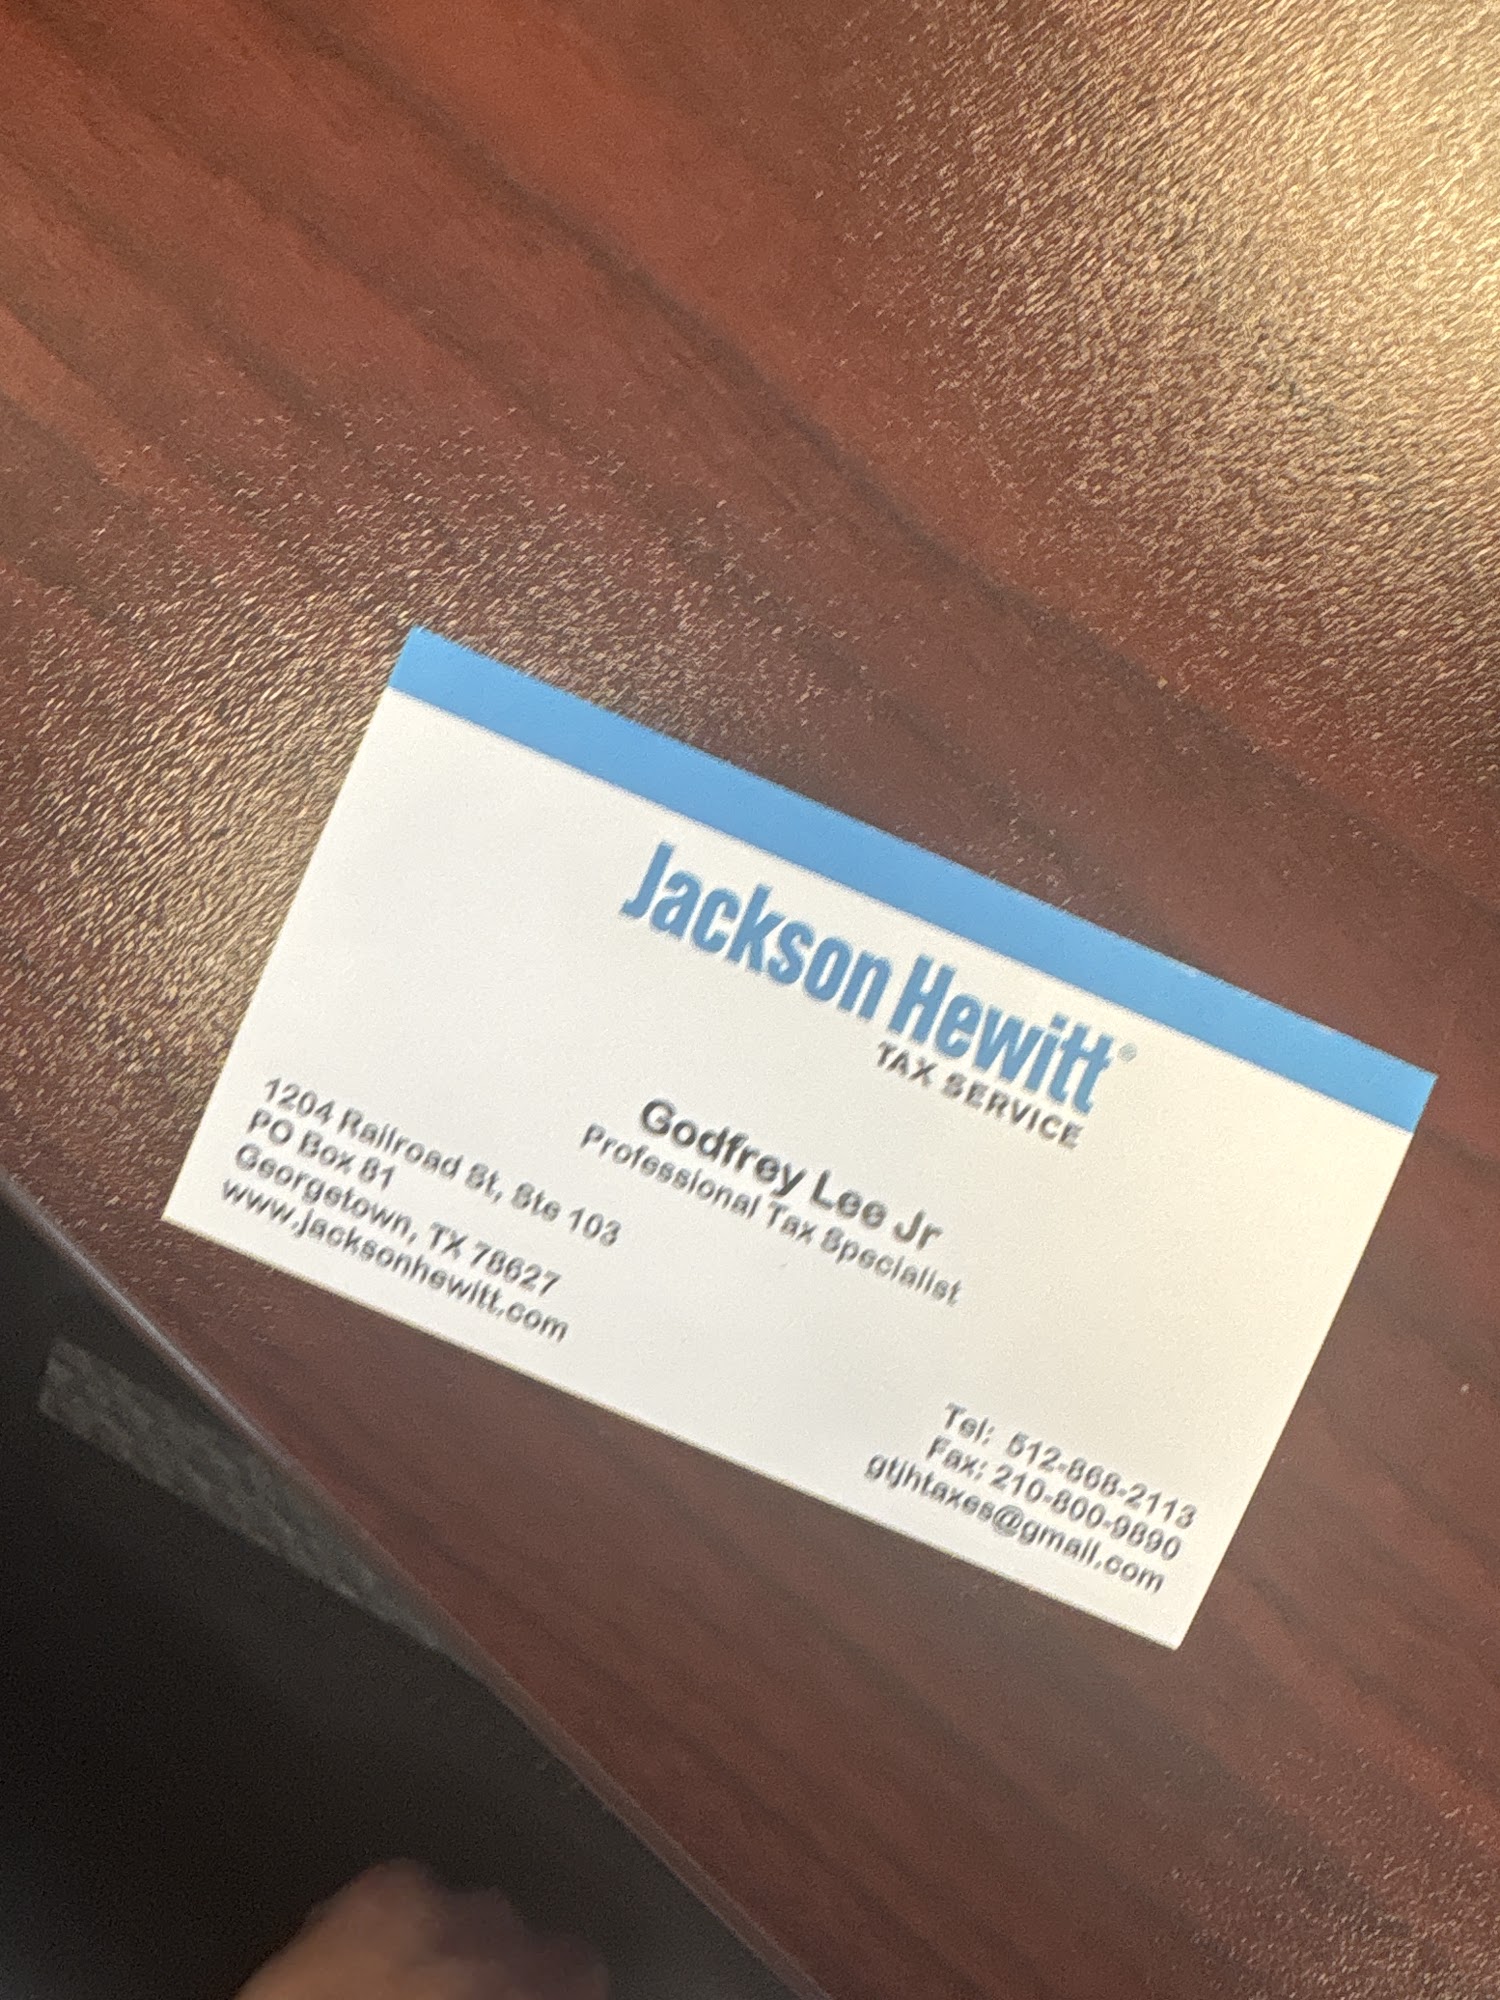 Jackson Hewitt®
TAX SERVICE
Godfrey Lee Jr
Professional Tax Specialist
1204 Railroad St, Ste 103
PO Box 81
Georgetown, TX 78627
www.jacksonhewitt.com
Tel: 512-868-2113
Fax: 210-800-9890
gtjhtaxes@gmail.com